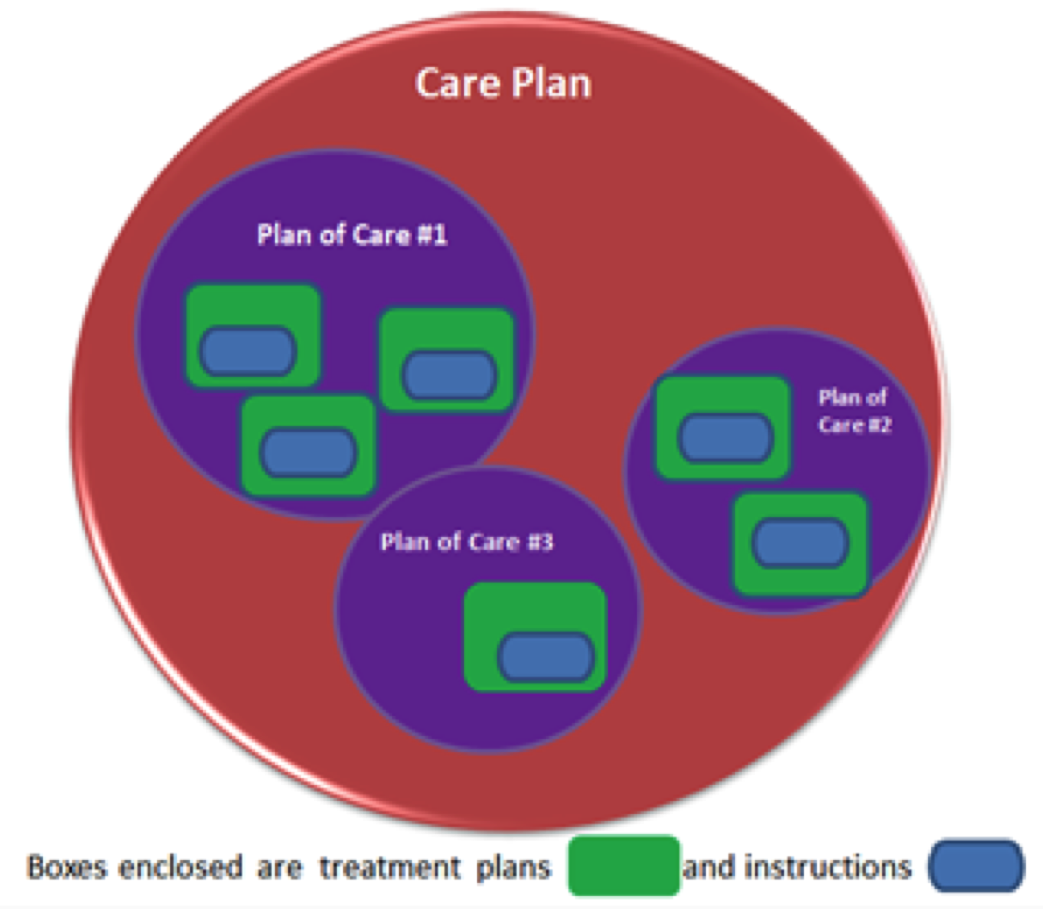 Care Plan
Plan of Care #1
Plan of
Care #2
Plan of Care #3
Boxes enclosed are treatment plans and instructions